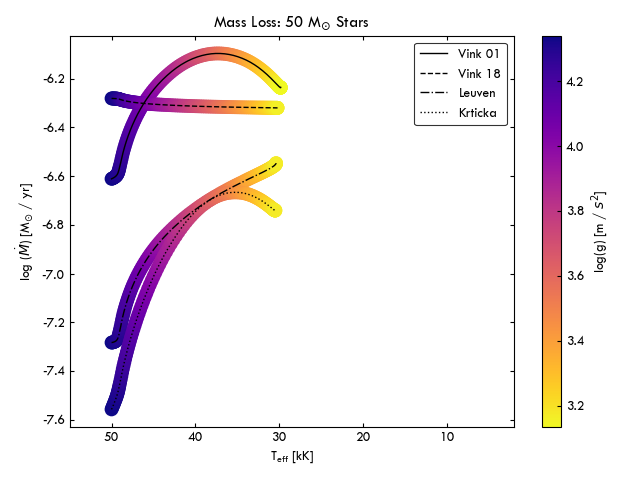 Mass Loss: 50 M⊙ Stars
Vink 01
Vink 18
Leuven
Krticka
-6.2
-6.4
-6.6
-6.8
-7.0
-7.2
-7.4
-7.6
log (Ṁ) [M⊙ / yr]
50
40
30
20
10
T_eff [kK]
4.2
4.0
3.8
3.6
3.4
3.2
log(g) [m / s²]